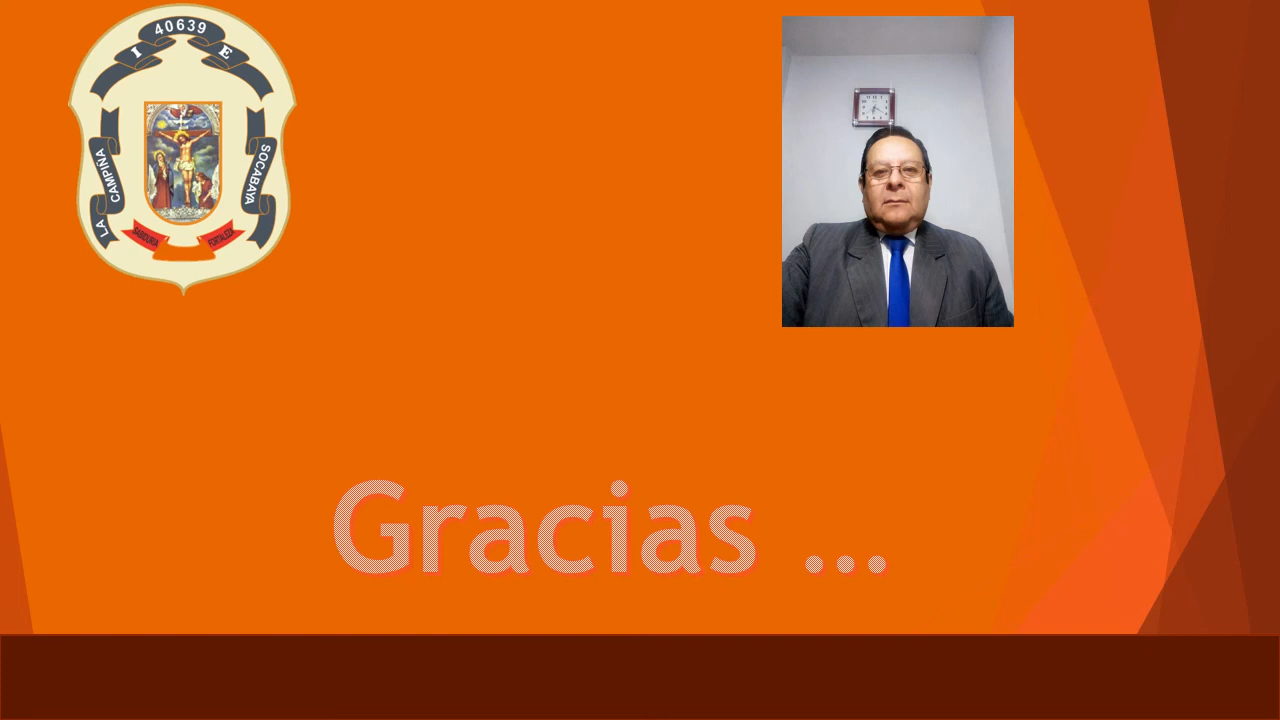 40639
I E
LA CAMPIÑA
SOCABAYA
SABIDURIA
FORTALEZA
Gracias ...